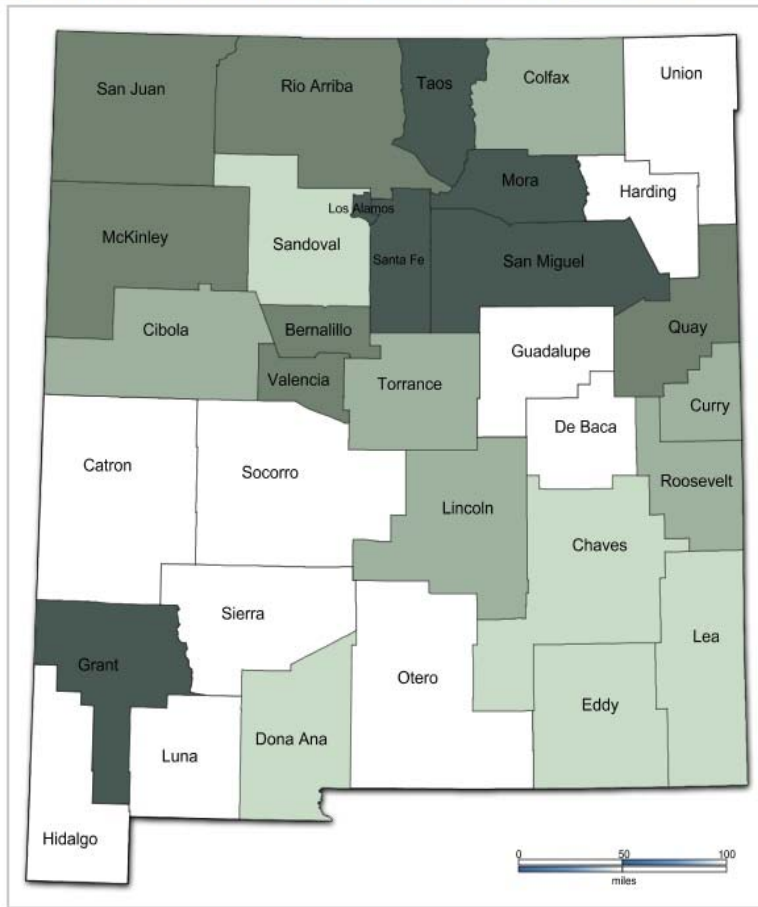 San Juan
Rio Arriba
Taos
Colfax
Union
Mora
Harding
Los Alamos
McKinley
Sandoval
Santa Fe
San Miguel
Cibola
Bernalillo
Quay
Guadalupe
Valencia
Torrance
Curry
De Baca
Catron
Socorro
Roosevelt
Lincoln
Chaves
Sierra
Lea
Grant
Otero
Eddy
Dona Ana
Luna
Hidalgo
0 50 100
miles